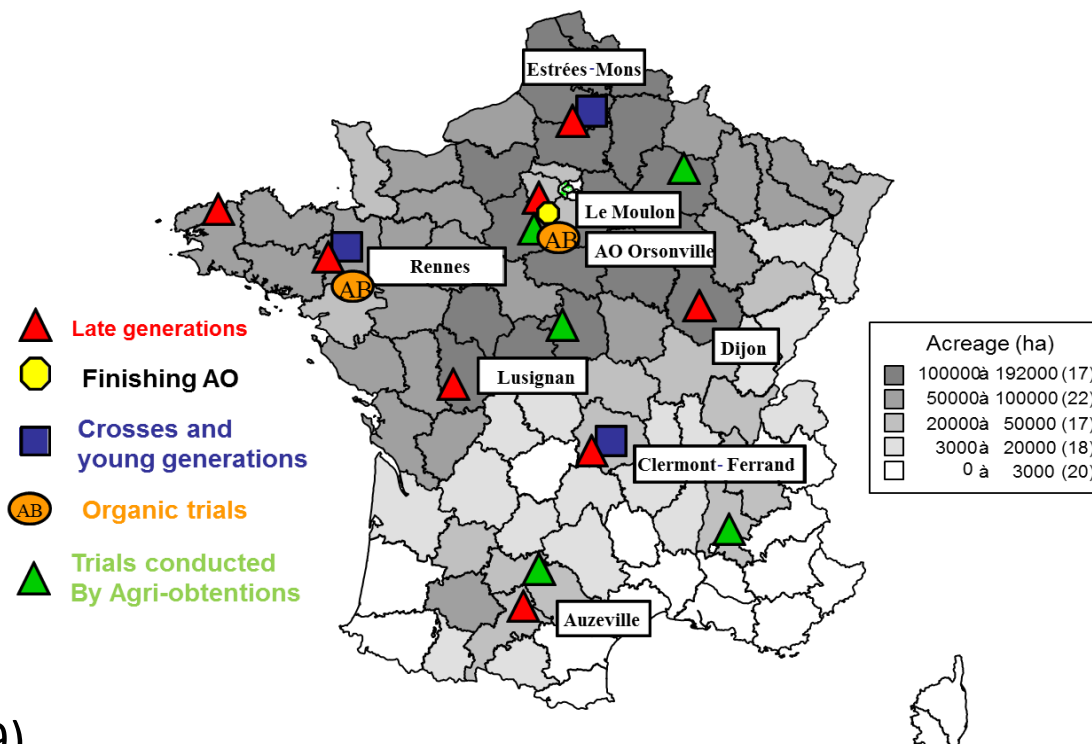 Estrées-Mons
Le Moulon
AB
AO Orsonville
Rennes
AB
Dijon
Lusignan
Clermont-Ferrand
Auzeville
Late generations
Finishing AO
Crosses and
young generations
AB
Organic trials
Trials conducted
By Agri-obtentions
Acreage (ha)
100000à 192000 (17)
50000à 100000 (22)
20000à 50000 (17)
3000à 20000 (18)
0 à 3000 (20)
9)